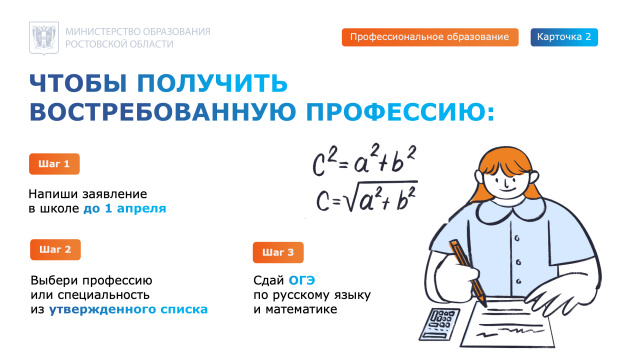 МИНИСТЕРСТВО ОБРАЗОВАНИЯ
РОСТОВСКОЙ ОБЛАСТИ
Профессиональное образование
Карточка 2
ЧТОБЫ ПОЛУЧИТЬ
ВОСТРЕБОВАННУЮ ПРОФЕССИЮ:
Шаг 1
Напиши заявление
в школе до 1 апреля
c² = a² + b²
c = √a² + b²
Шаг 2
Выбери профессию
или специальность
из утвержденного списка
Шаг 3
Сдай ОГЭ
по русскому языку
и математике